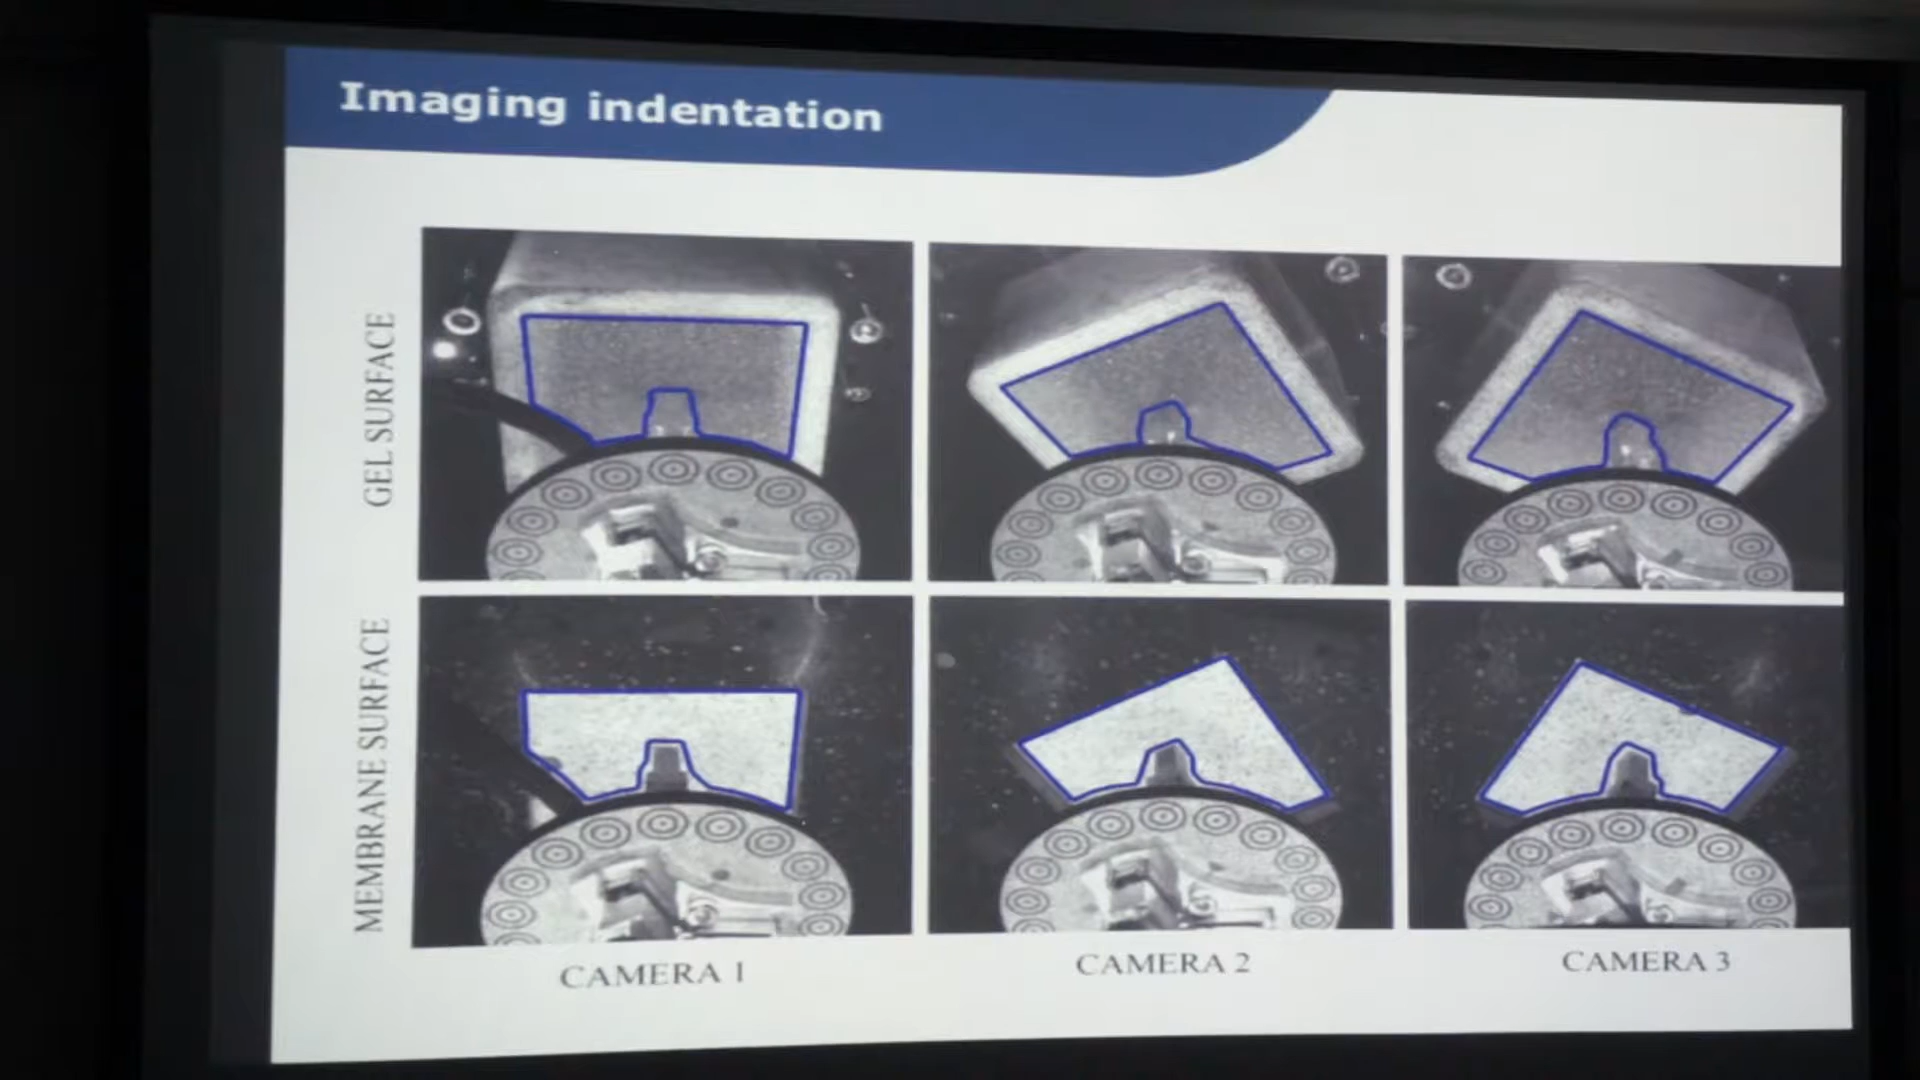 Imaging indentation
GEL SURFACE
MEMBRANE SURFACE
CAMERA 1
CAMERA 2
CAMERA 3